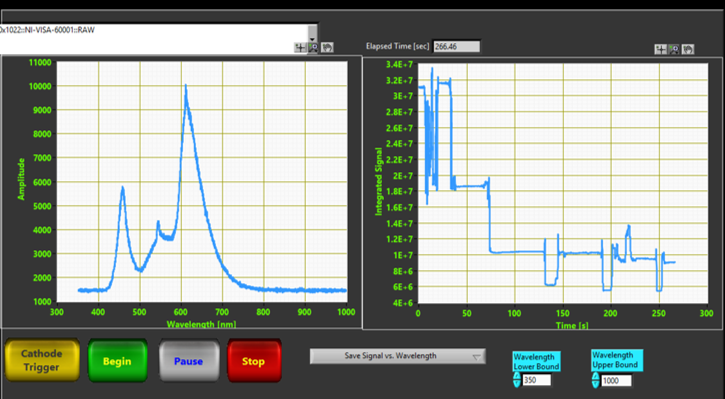 0x1022::NI-VISA-60001::RAW
Elapsed Time [sec] 266.46
11000
10000
9000
8000
7000
6000
5000
4000
3000
2000
1000
Amplitude
300 400 500 600 700 800 900 1000
Wavelength [nm]
3.4E+7
3.2E+7
3E+7
2.8E+7
2.6E+7
2.4E+7
2.2E+7
2E+7
1.8E+7
1.6E+7
1.4E+7
1.2E+7
1E+7
8E+6
6E+6
4E+6
Integrated Signal
0 50 100 150 200 250 300
Time [s]
Cathode
Trigger
Begin
Pause
Stop
Save Signal vs. Wavelength
Wavelength
Lower Bound
350
Wavelength
Upper Bound
1000